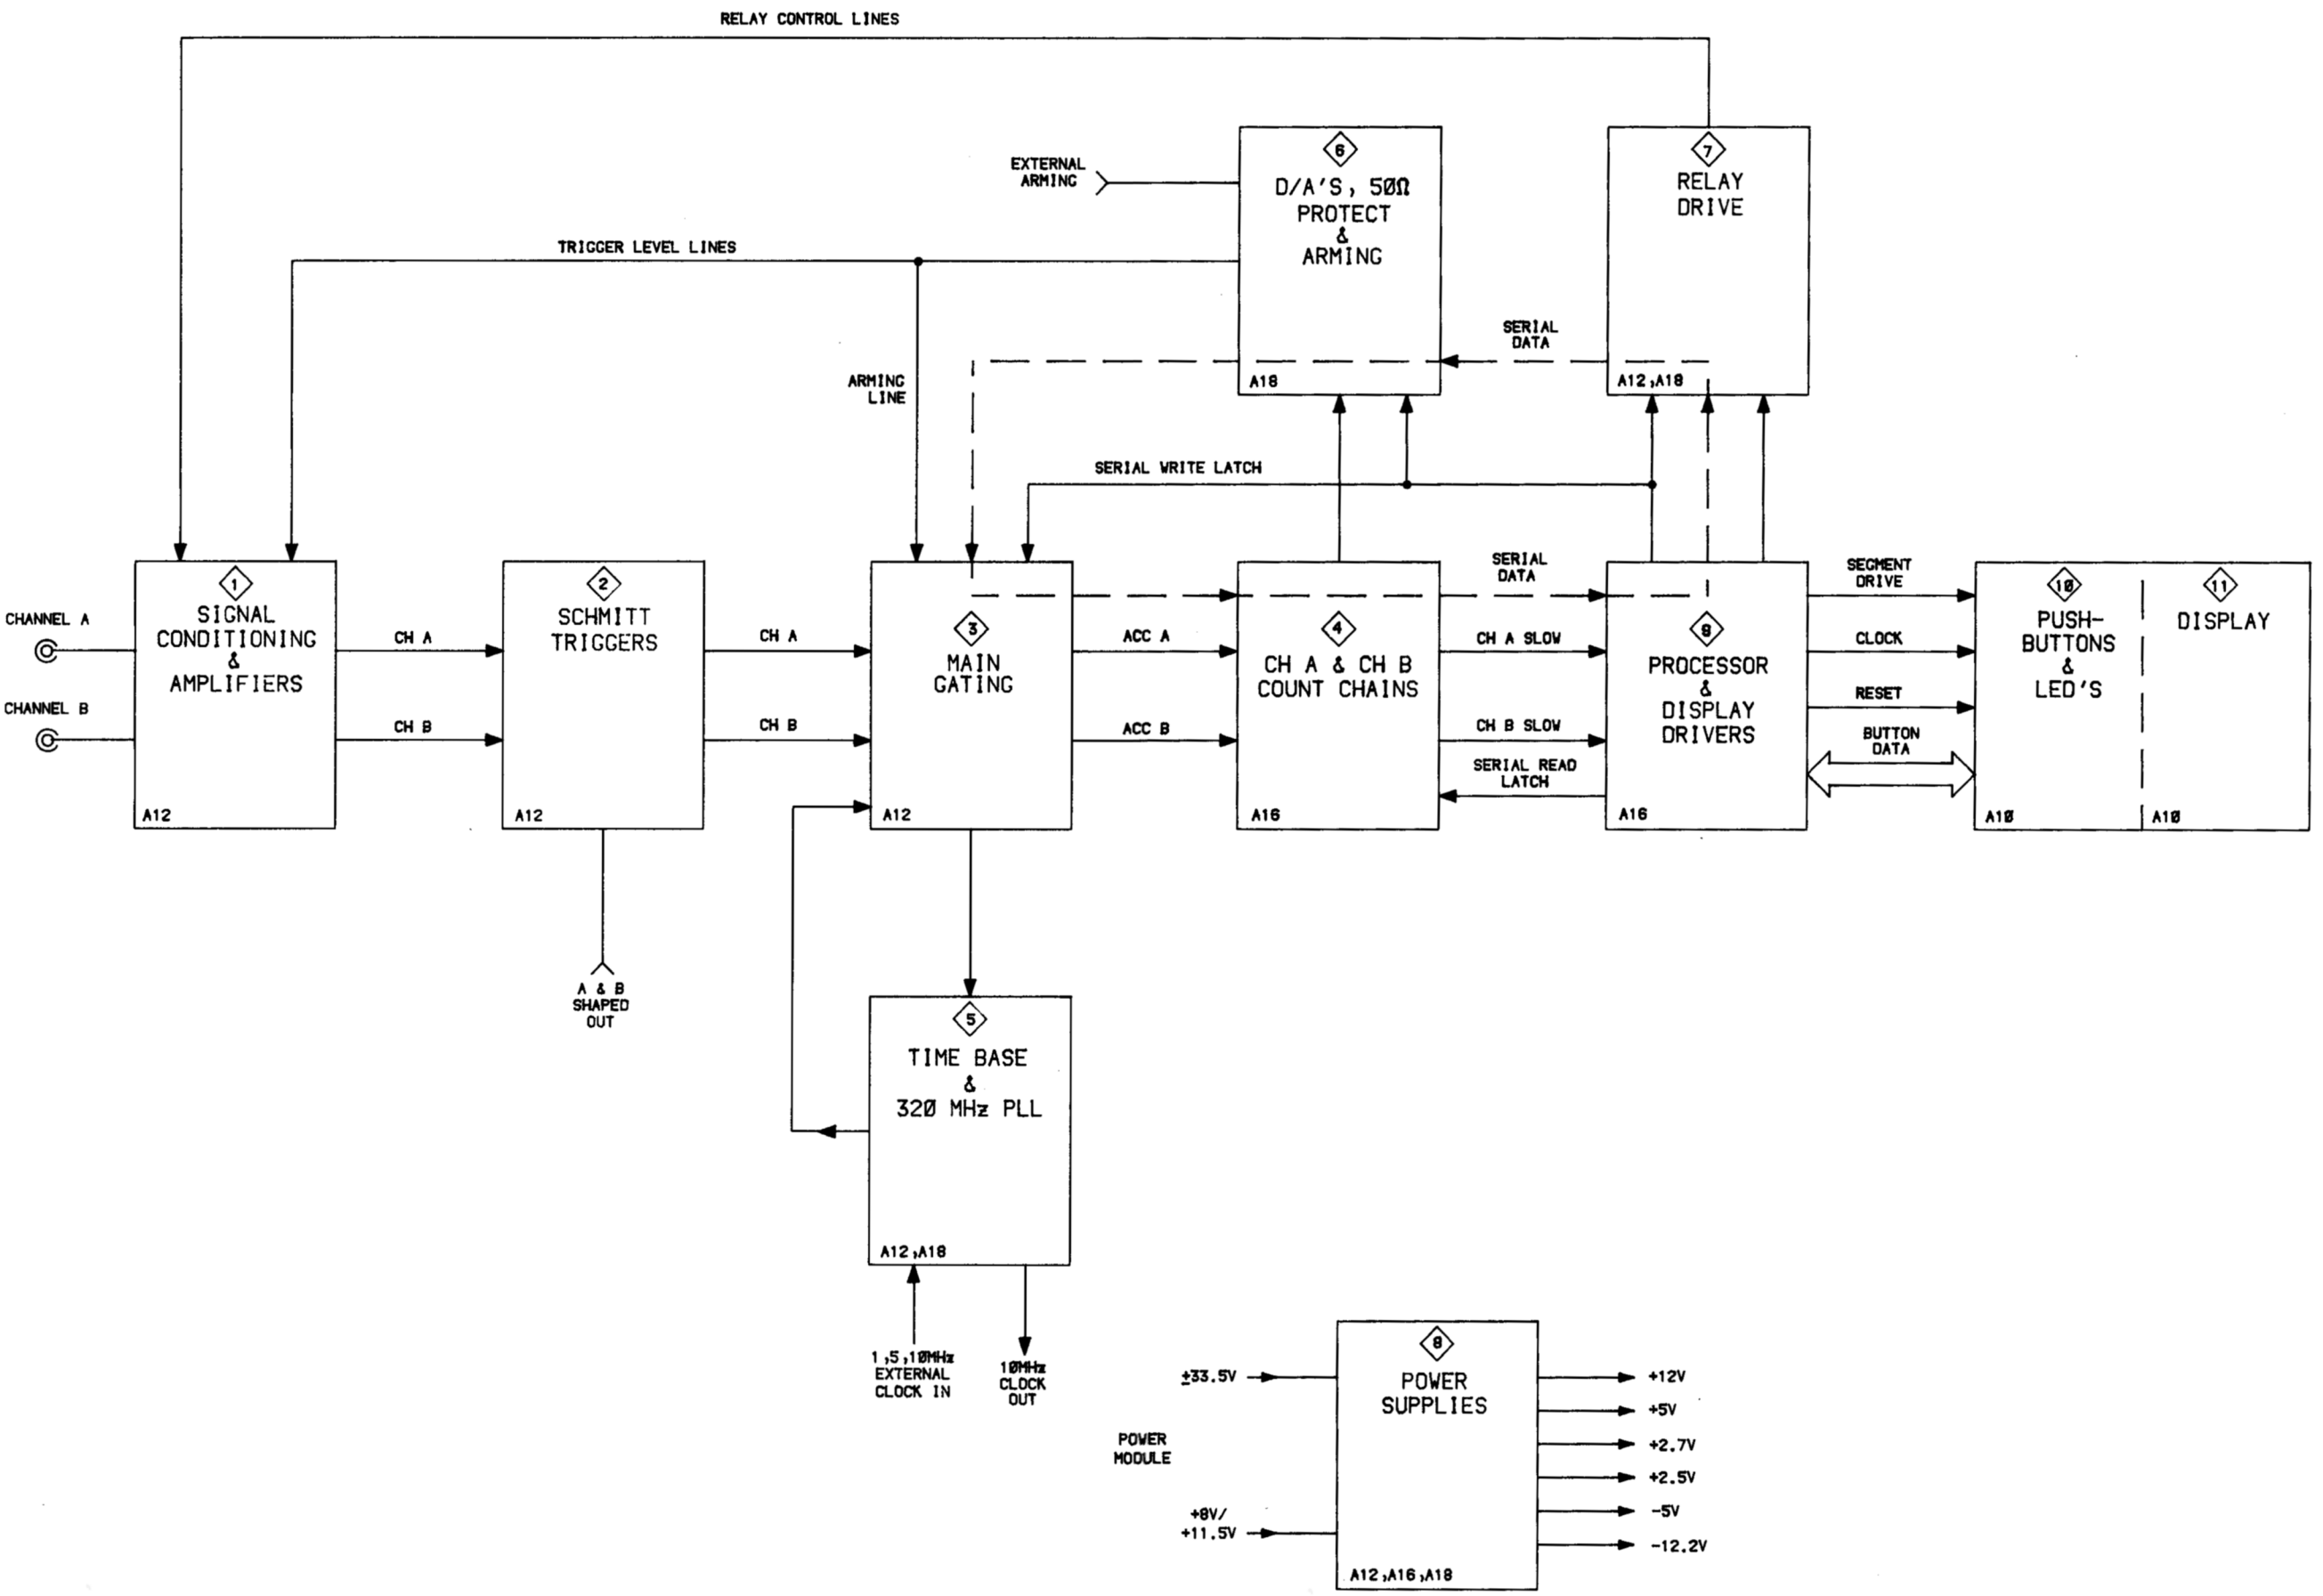 RELAY CONTROL LINES
6
D/A'S, 50Ω
PROTECT
&
ARMING
A18
7
RELAY
DRIVE
A12,A18
EXTERNAL
ARMING
TRIGGER LEVEL LINES
SERIAL
DATA
ARMING
LINE
SERIAL WRITE LATCH
CHANNEL A
CHANNEL B
1
SIGNAL
CONDITIONING
&
AMPLIFIERS
A12
CH A
CH B
2
SCHMITT
TRIGGERS
A12
A & B
SHAPED
OUT
CH A
CH B
3
MAIN
GATING
A12
ACC A
ACC B
4
CH A & CH B
COUNT CHAINS
A16
SERIAL
DATA
CH A SLOW
CH B SLOW
SERIAL READ
LATCH
9
PROCESSOR
&
DISPLAY
DRIVERS
A16
SEGMENT
DRIVE
CLOCK
RESET
BUTTON
DATA
10
PUSH-
BUTTONS
&
LED'S
A10
11
DISPLAY
A10
5
TIME BASE
&
320 MHz PLL
A12,A18
1,5,10MHz
EXTERNAL
CLOCK IN
10MHz
CLOCK
OUT
8
POWER
SUPPLIES
A12,A16,A18
±33.5V
POWER
MODULE
+8V/
+11.5V
+12V
+5V
+2.7V
+2.5V
-5V
-12.2V